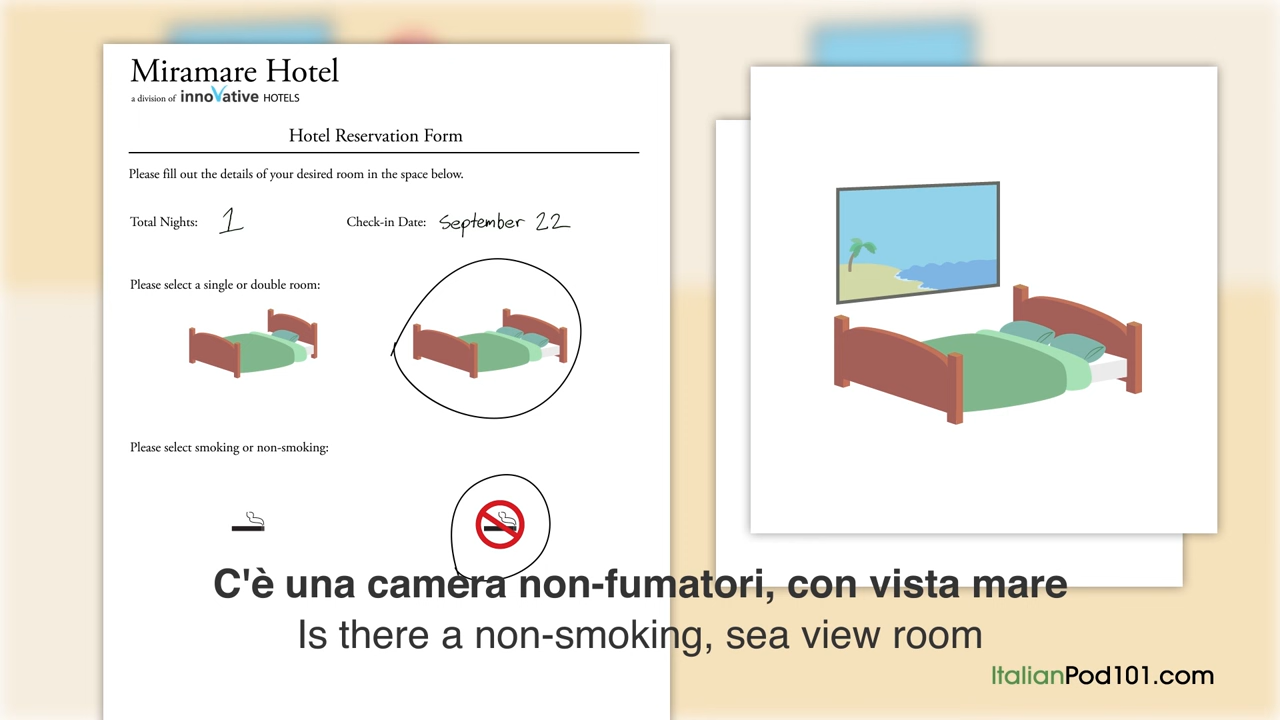 Miramare Hotel
a division of innoVative HOTELS
Hotel Reservation Form
Please fill out the details of your desired room in the space below.
Total Nights: 1 Check-in Date: September 22
Please select a single or double room:
Please select smoking or non-smoking:
C'è una camera non-fumatori, con vista mare
Is there a non-smoking, sea view room
ItalianPod101.com